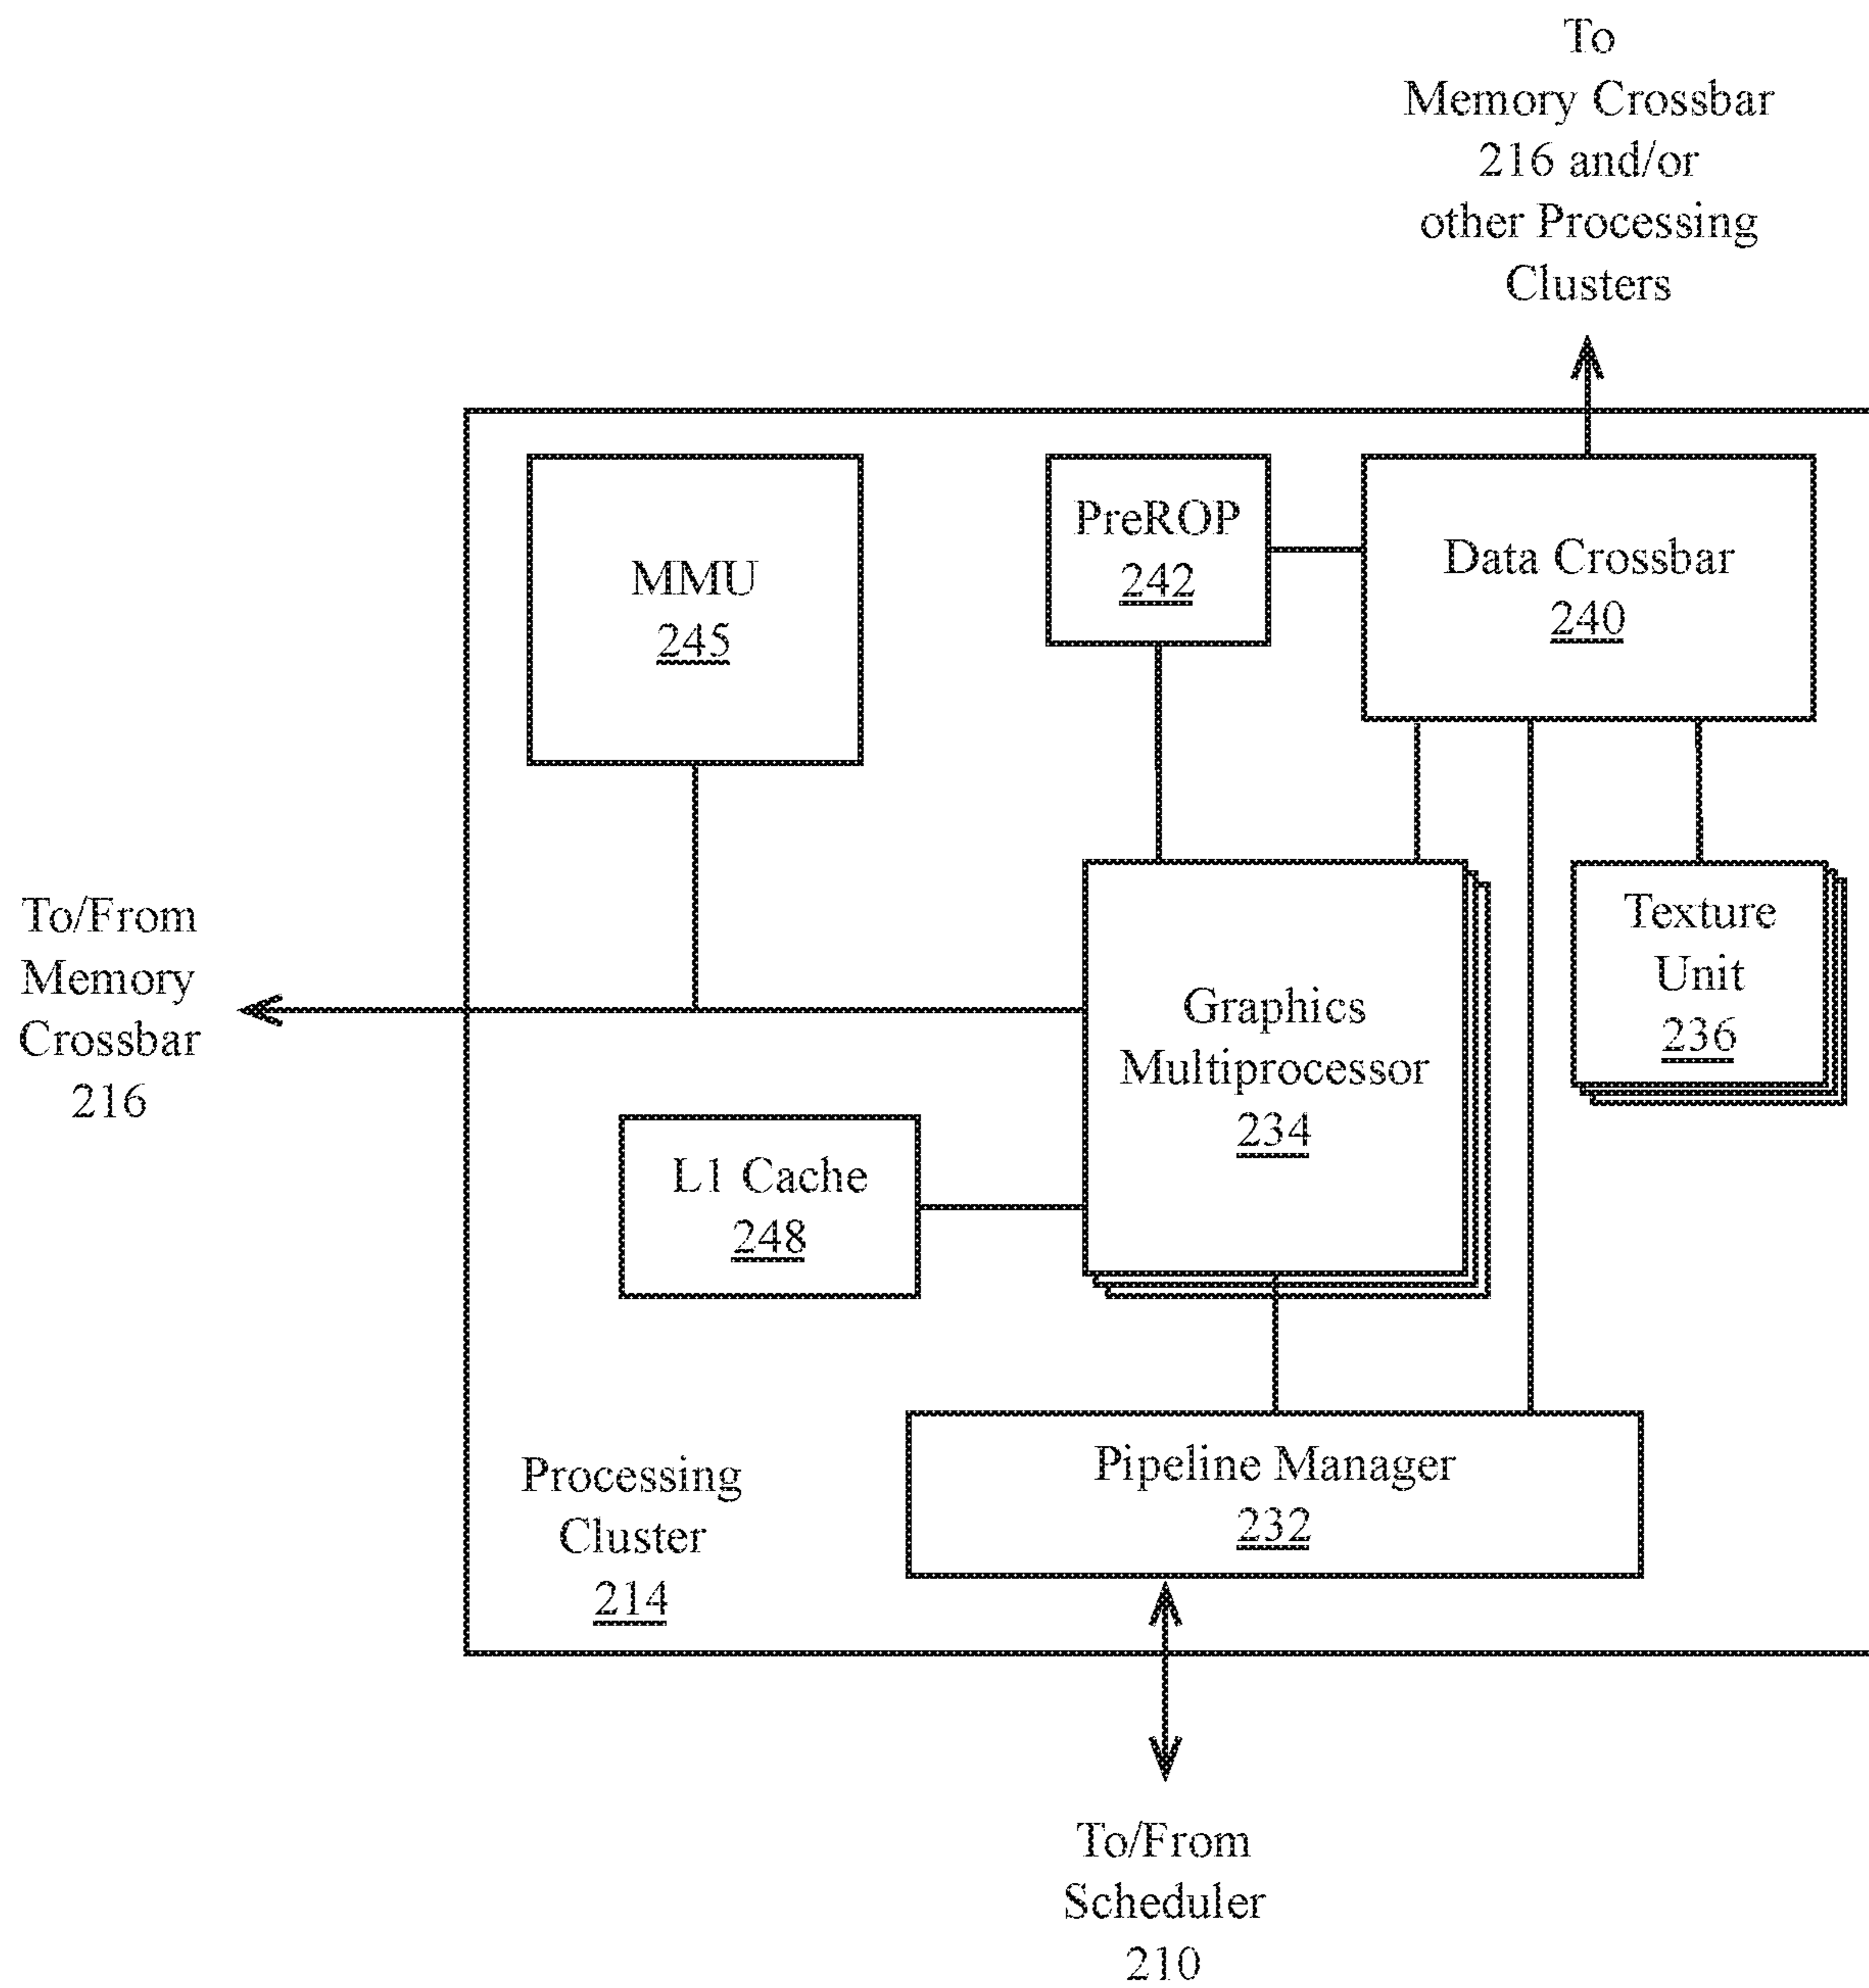 To
Memory Crossbar
216 and/or
other Processing
Clusters
MMU
245
PreROP
242
Data Crossbar
240
To/From
Memory
Crossbar
216
Graphics
Multiprocessor
234
Texture
Unit
236
L1 Cache
248
Processing
Cluster
214
Pipeline Manager
232
To/From
Scheduler
210